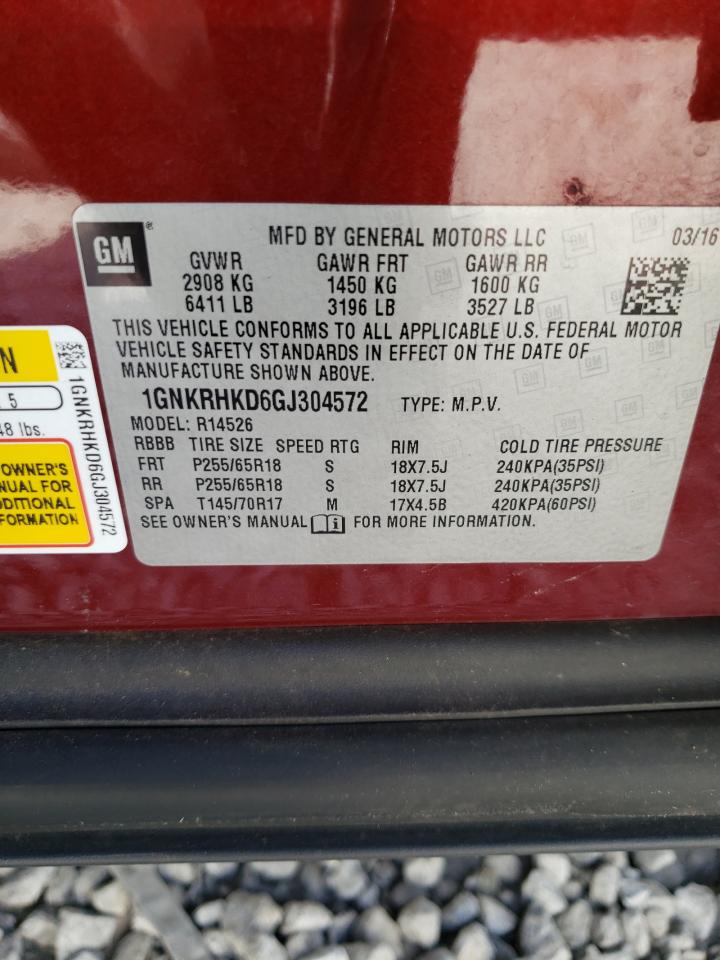 GM
MFD BY GENERAL MOTORS LLC 03/16
GVWR GAWR FRT GAWR RR
2908 KG 1450 KG 1600 KG
6411 LB 3196 LB 3527 LB
THIS VEHICLE CONFORMS TO ALL APPLICABLE U.S. FEDERAL MOTOR
VEHICLE SAFETY STANDARDS IN EFFECT ON THE DATE OF
MANUFACTURE SHOWN ABOVE.
1GNKRHKD6GJ304572 TYPE: M.P.V.
MODEL: R14526
RBBB TIRE SIZE SPEED RTG RIM COLD TIRE PRESSURE
FRT P255/65R18 S 18X7.5J 240KPA(35PSI)
RR P255/65R18 S 18X7.5J 240KPA(35PSI)
SPA T145/70R17 M 17X4.5B 420KPA(60PSI)
SEE OWNER'S MANUAL FOR MORE INFORMATION.
N
.5
48 lbs.
OWNER'S
NUAL FOR
DDITIONAL
FORMATION
1GNKRHKD6GJ304572